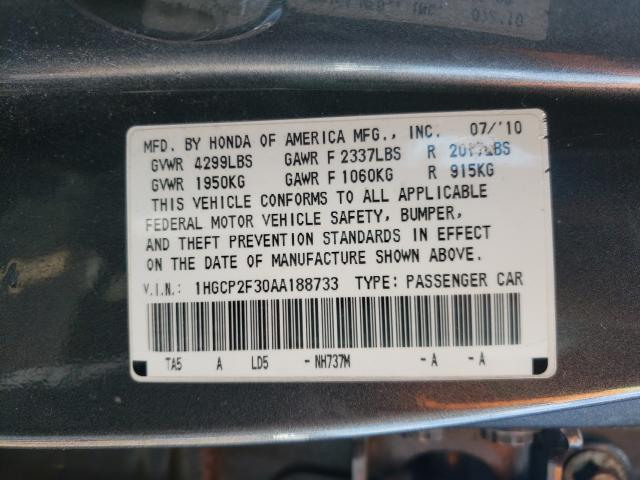 MFD. BY HONDA OF AMERICA MFG., INC. 07/'10
GVWR 4299LBS GAWR F 2337LBS R 2017LBS
GVWR 1950KG GAWR F 1060KG R 915KG
THIS VEHICLE CONFORMS TO ALL APPLICABLE
FEDERAL MOTOR VEHICLE SAFETY, BUMPER,
AND THEFT PREVENTION STANDARDS IN EFFECT
ON THE DATE OF MANUFACTURE SHOWN ABOVE.
V.I.N.: 1HGCP2F30AA188733 TYPE: PASSENGER CAR
TA5 A LD5 - NH737M - A - A